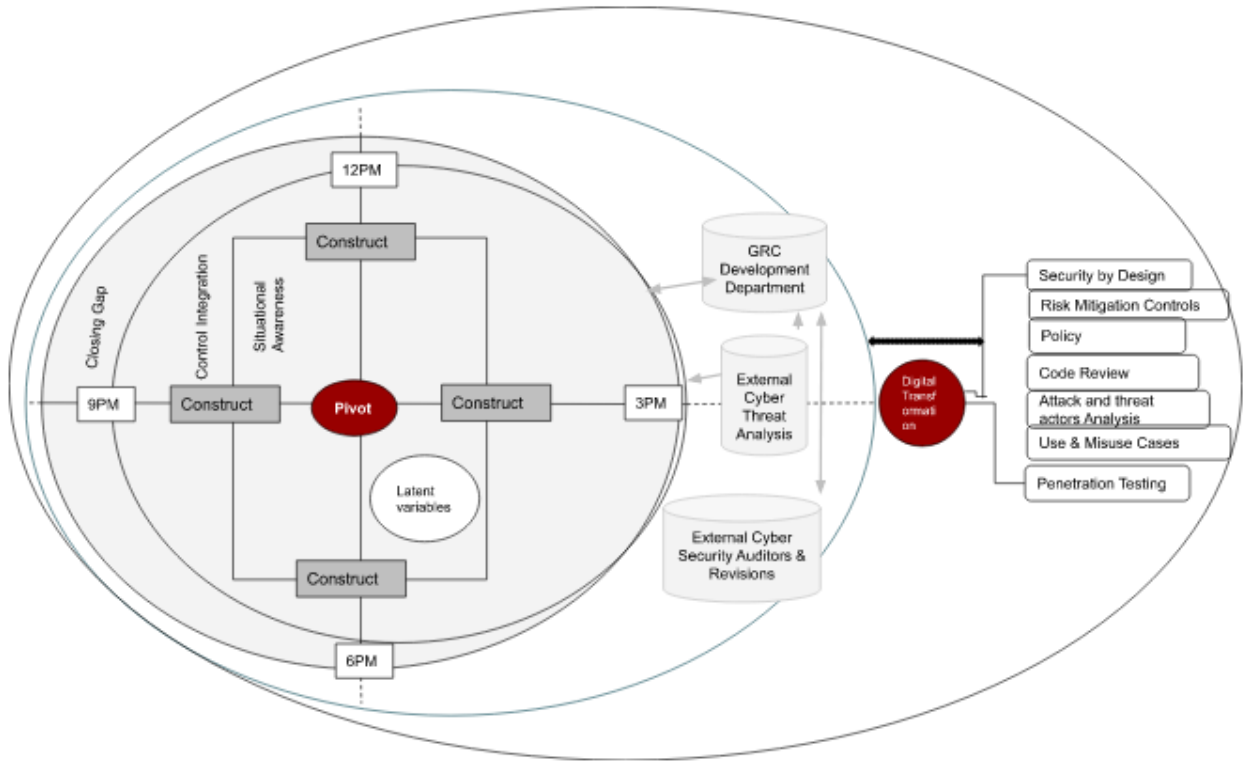 12PM
Construct
Closing Gap
Control Integration
Situational
Awareness
9PM
Construct
Pivot
Construct
3PM
Latent
variables
Construct
6PM
GRC
Development
Department
External
Cyber
Threat
Analysis
External Cyber
Security Auditors &
Revisions
Digital
Transf
ormati
on
Security by Design
Risk Mitigation Controls
Policy
Code Review
Attack and threat
actors Analysis
Use & Misuse Cases
Penetration Testing